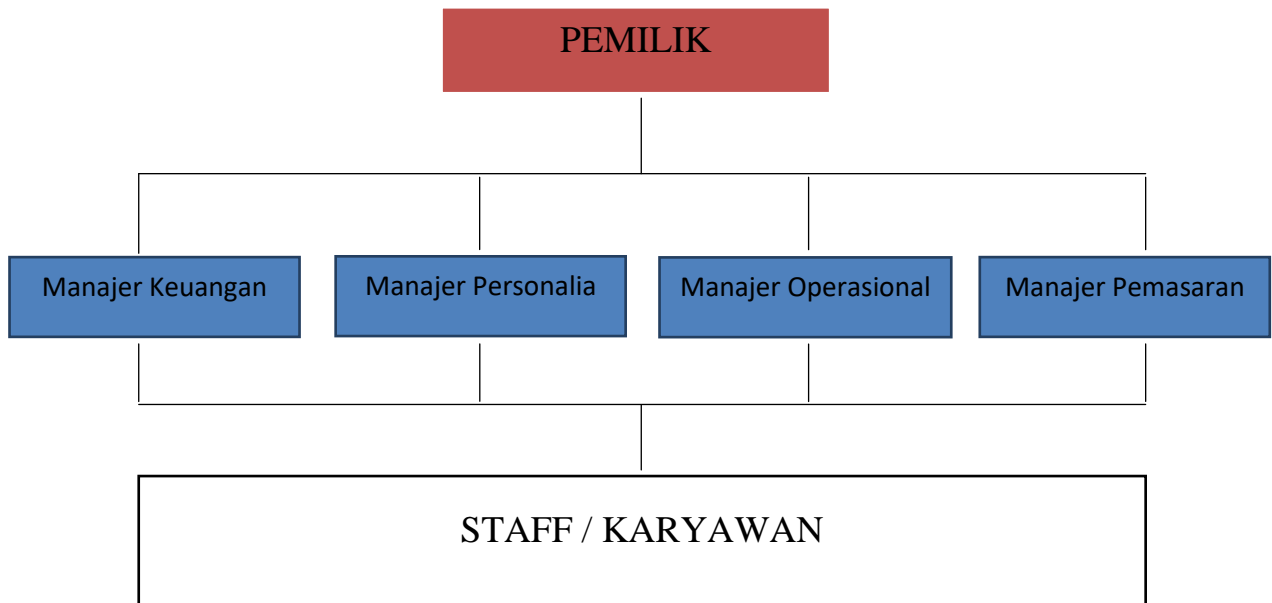 PEMILIK
Manajer Keuangan
Manajer Personalia
Manajer Operasional
Manajer Pemasaran
STAFF / KARYAWAN